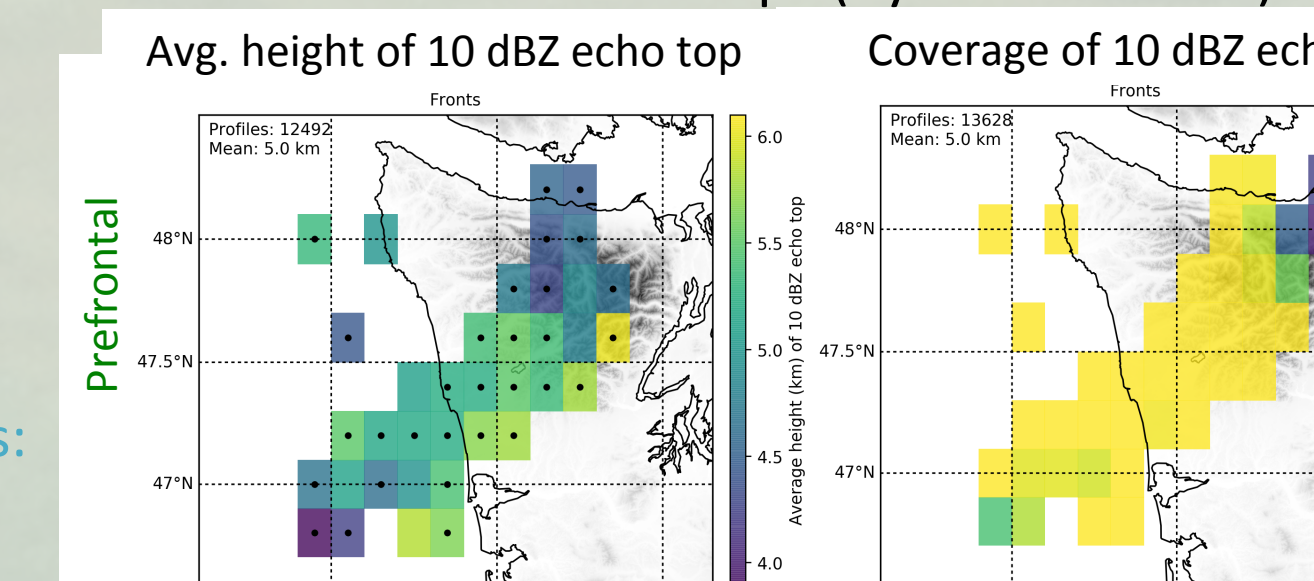 Avg. height of 10 dBZ echo top
Coverage of 10 dBZ
Prefrontal
s:
Fronts
Profiles: 12492
Mean: 5.0 km
48°N
47.5°N
47°N
6.0
5.5
5.0
4.5
4.0
Average height (km) of 10 dBZ echo top
Fronts
Profiles: 13628
Mean: 5.0 km
48°N
47.5°N
47°N